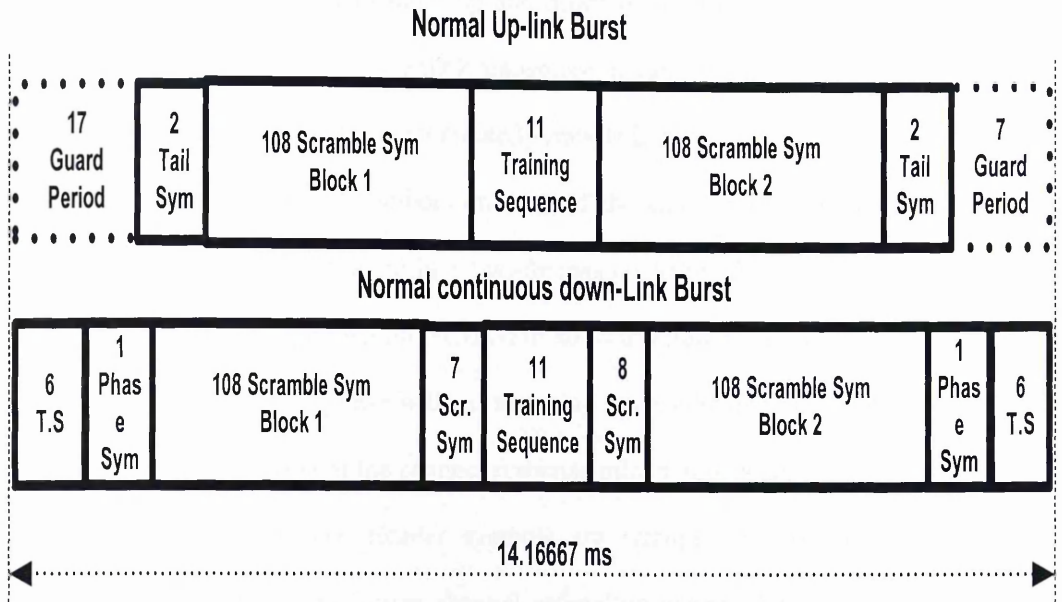 Normal Up-link Burst
17
Guard
Period
2
Tail
Sym
108 Scramble Sym
Block 1
11
Training
Sequence
108 Scramble Sym
Block 2
2
Tail
Sym
7
Guard
Period
Normal continuous down-Link Burst
6
T.S
1
Phas
e
Sym
108 Scramble Sym
Block 1
7
Scr.
Sym
11
Training
Sequence
8
Scr.
Sym
108 Scramble Sym
Block 2
1
Phas
e
Sym
6
T.S
14.16667 ms